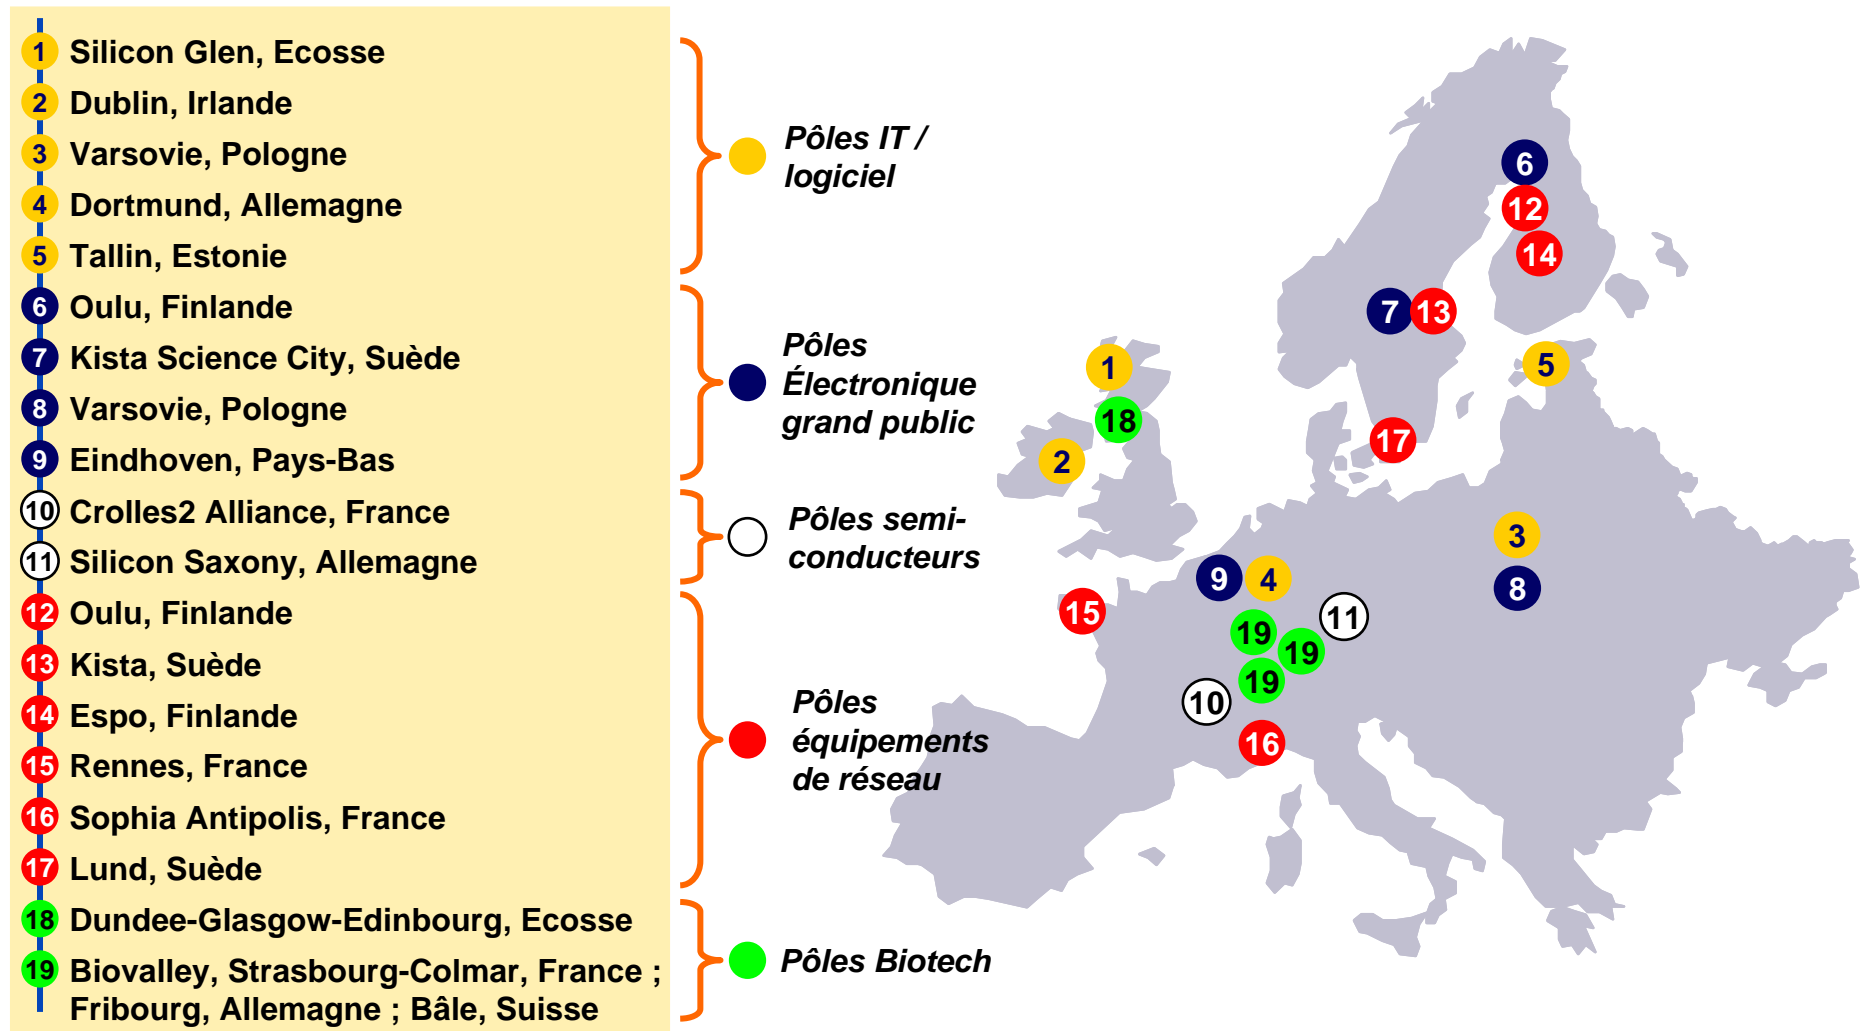 1 Silicon Glen, Ecosse
2 Dublin, Irlande
3 Varsovie, Pologne
4 Dortmund, Allemagne
5 Tallin, Estonie
6 Oulu, Finlande
7 Kista Science City, Suède
8 Varsovie, Pologne
9 Eindhoven, Pays-Bas
10 Crolles2 Alliance, France
11 Silicon Saxony, Allemagne
12 Oulu, Finlande
13 Kista, Suède
14 Espo, Finlande
15 Rennes, France
16 Sophia Antipolis, France
17 Lund, Suède
18 Dundee-Glasgow-Edinbourg, Ecosse
19 Biovalley, Strasbourg-Colmar, France ;
Fribourg, Allemagne ; Bâle, Suisse
Pôles IT /
logiciel
Pôles
Électronique
grand public
Pôles semi-
conducteurs
Pôles
équipements
de réseau
Pôles Biotech
6
12
14
7 13
1
5
18
17
2
3
9 4
8
15
11
19
19
19
10
16